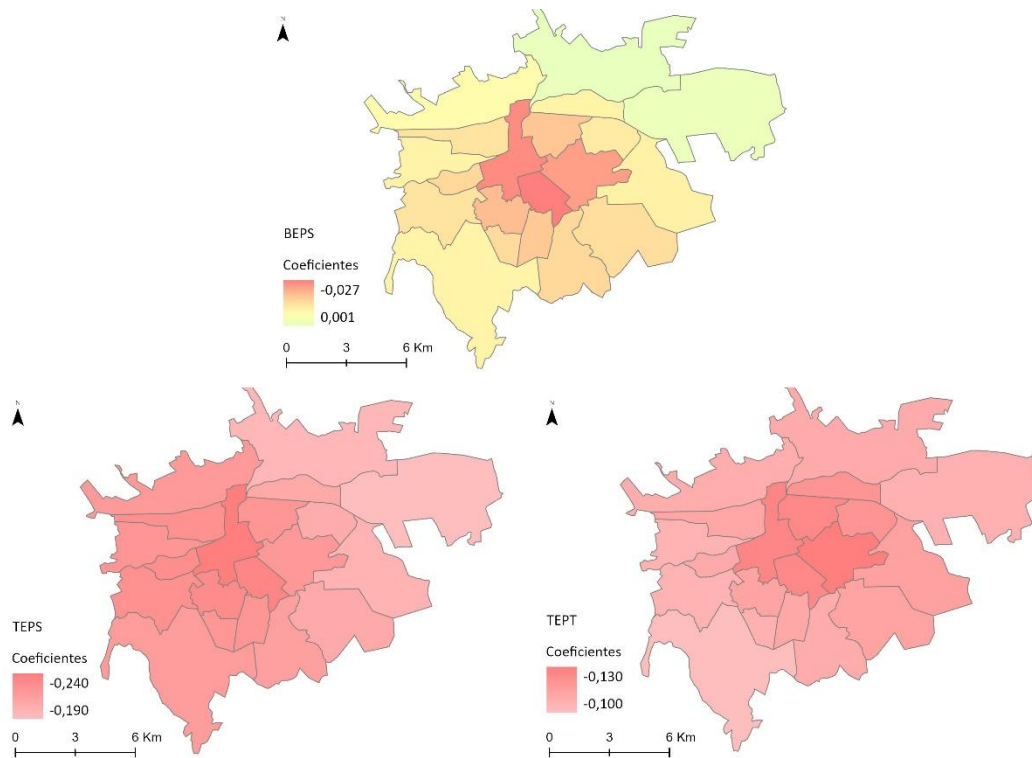 N
BEPS
Coeficientes
-0,027
0,001
0 3 6 Km
N
TEPS
Coeficientes
-0,240
-0,190
0 3 6 Km
N
TEPT
Coeficientes
-0,130
-0,100
0 3 6 Km